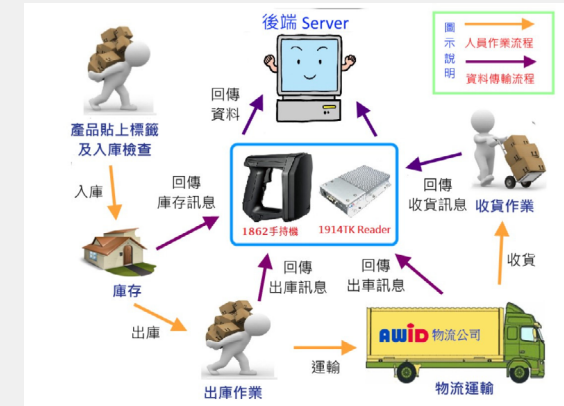 後端 Server
圖示說明
人員作業流程
資料傳輸流程
回傳
資料
產品貼上標籤
及入庫檢查
入庫
回傳
庫存訊息
1862手持機
1914TK Reader
回傳
收貨訊息
收貨作業
庫存
回傳
出庫訊息
回傳
出車訊息
收貨
出庫
AWiD 物流公司
運輸
出庫作業
物流運輸